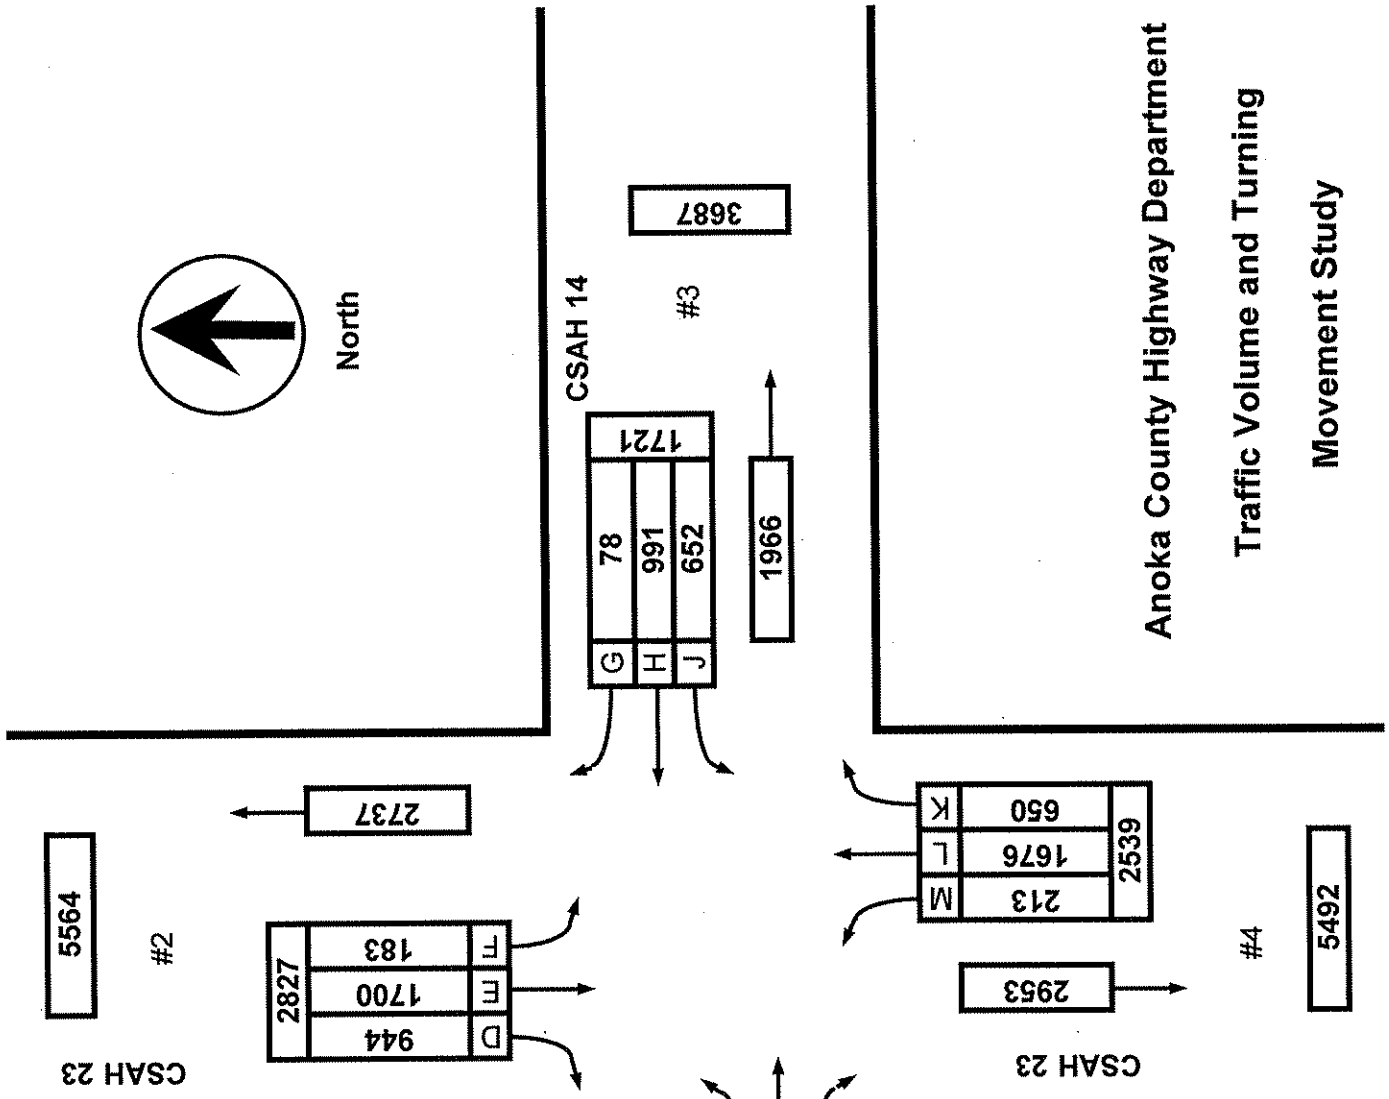 5564
#2
CSAH 23
2827
944
1700
183
D
E
F
2737
North
CSAH 14
#3
3687
1721
G
78
H
991
J
652
1966
M
L
K
213
1676
650
2539
2953
CSAH 23
#4
5492
Anoka County Highway Department
Traffic Volume and Turning
Movement Study